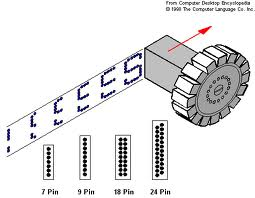 From Computer Desktop Encyclopedia
© 1998 The Computer Language Co. Inc.
7 Pin
9 Pin
18 Pin
24 Pin